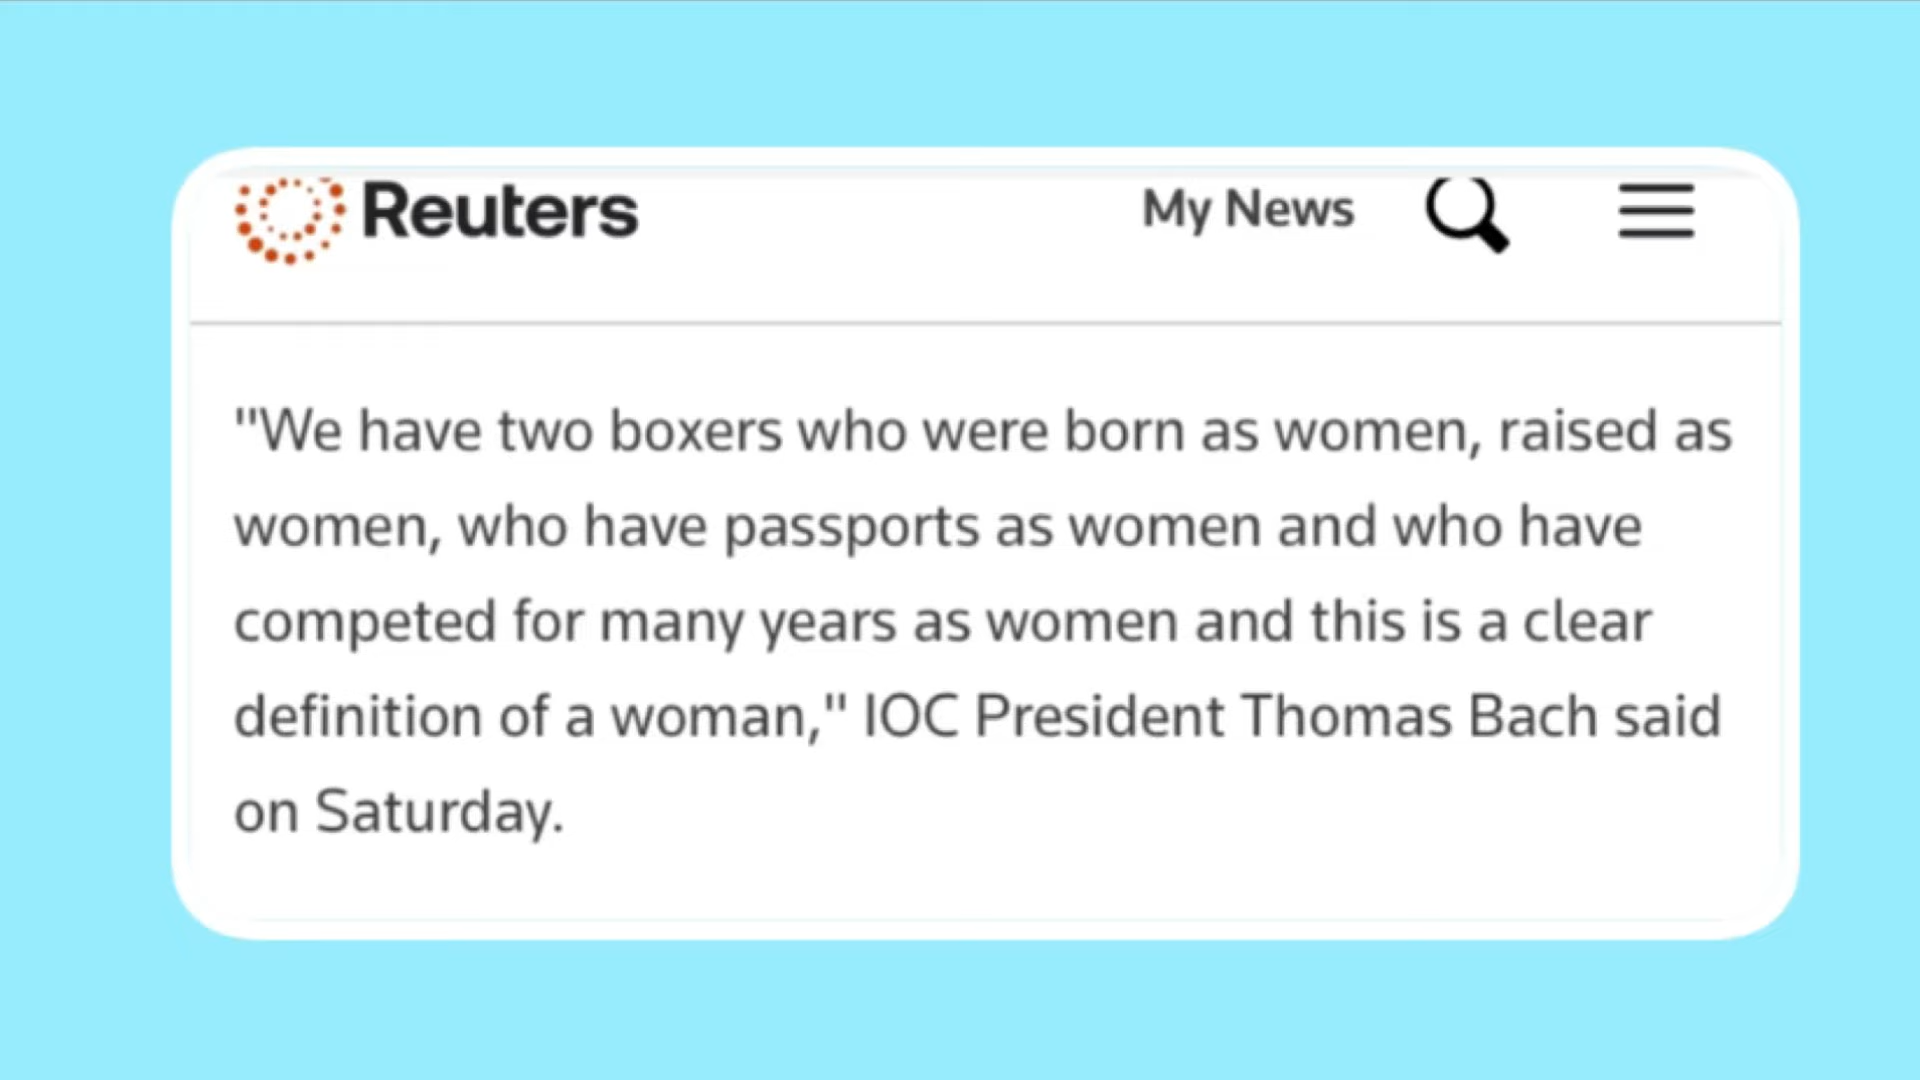 Reuters My News
"We have two boxers who were born as women, raised as
women, who have passports as women and who have
competed for many years as women and this is a clear
definition of a woman," IOC President Thomas Bach said
on Saturday.